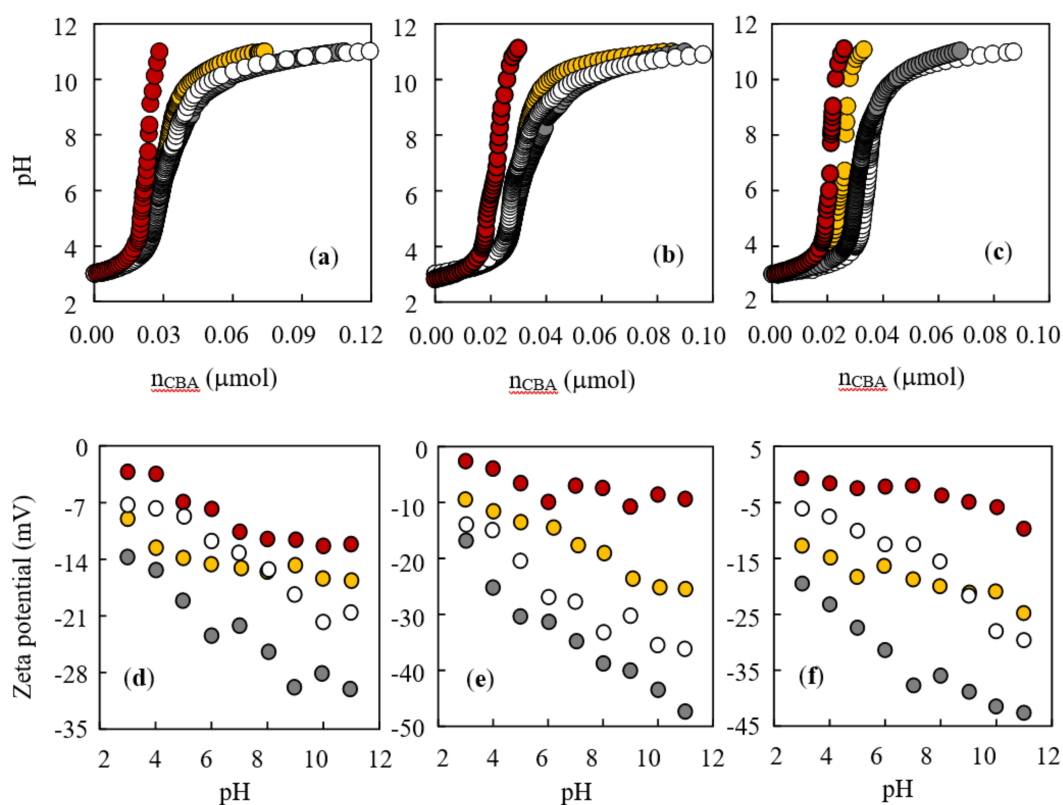 12
10
8
6
4
2
pH
(a)
0.00 0.03 0.06 0.09 0.12
n_CBA (μmol)
12
10
8
6
4
2
(b)
0.00 0.02 0.04 0.06 0.08 0.10
n_CBA (μmol)
12
10
8
6
4
2
(c)
0.00 0.02 0.04 0.06 0.08 0.10
n_CBA (μmol)
0
-7
-14
-21
-28
-35
Zeta potential (mV)
(d)
2 4 6 8 10 12
pH
0
-10
-20
-30
-40
-50
(e)
2 4 6 8 10 12
pH
5
-5
-15
-25
-35
-45
(f)
2 4 6 8 10 12
pH